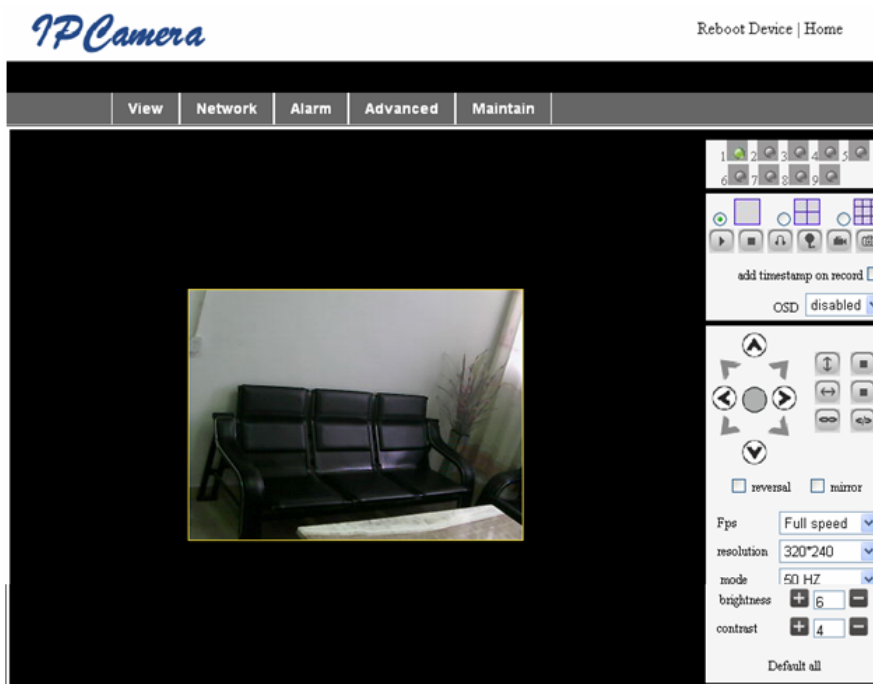 IPCamera
Reboot Device | Home
View Network Alarm Advanced Maintain
1 2 3 4 5
6 7 8 9
add timestamp on record
OSD disabled
reversal mirror
Fps Full speed
resolution 320*240
mode 50 HZ
brightness 6
contrast 4
Default all